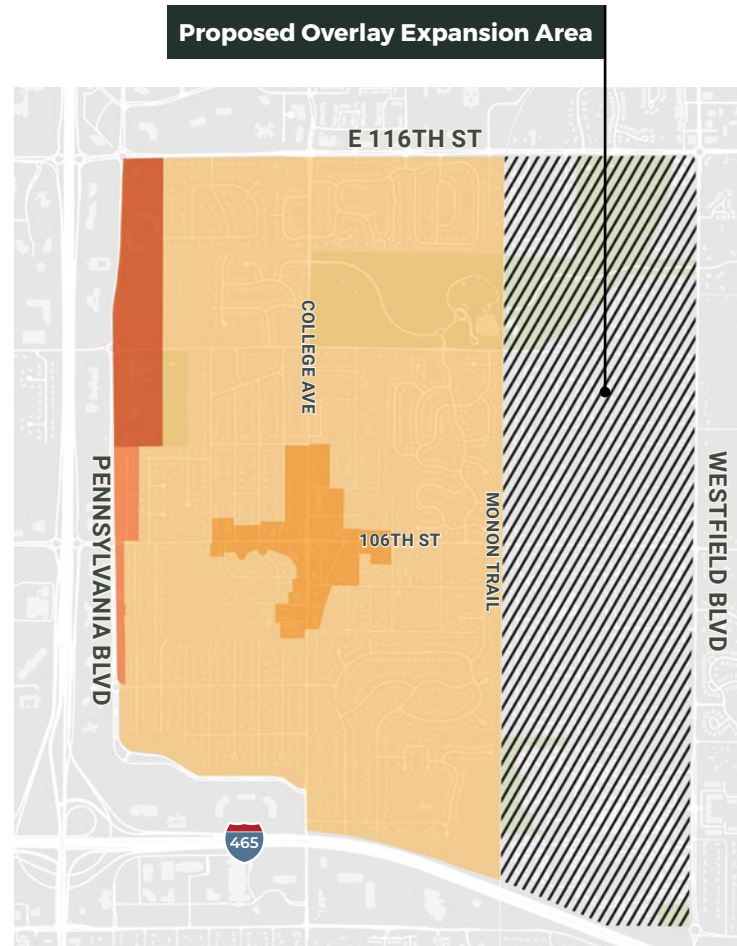 Proposed Overlay Expansion Area
E 116TH ST
COLLEGE AVE
PENNSYLVANIA BLVD
106TH ST
MONON TRAIL
WESTFIELD BLVD
465